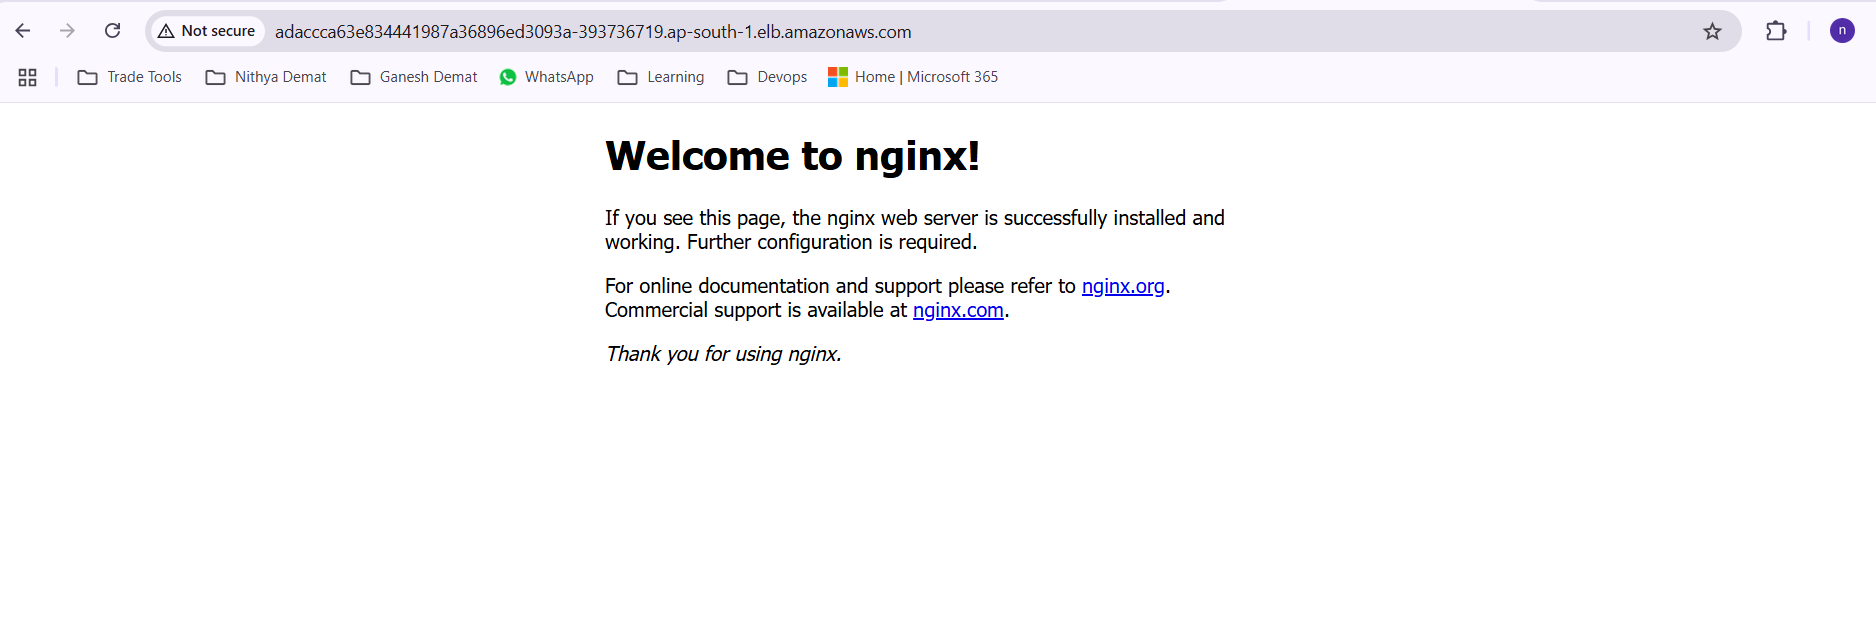 Not secure adaccca63e834441987a36896ed3093a-393736719.ap-south-1.elb.amazonaws.com n
Trade Tools Nithya Demat Ganesh Demat WhatsApp Learning Devops Home | Microsoft 365
Welcome to nginx!
If you see this page, the nginx web server is successfully installed and
working. Further configuration is required.
For online documentation and support please refer to nginx.org.
Commercial support is available at nginx.com.
Thank you for using nginx.